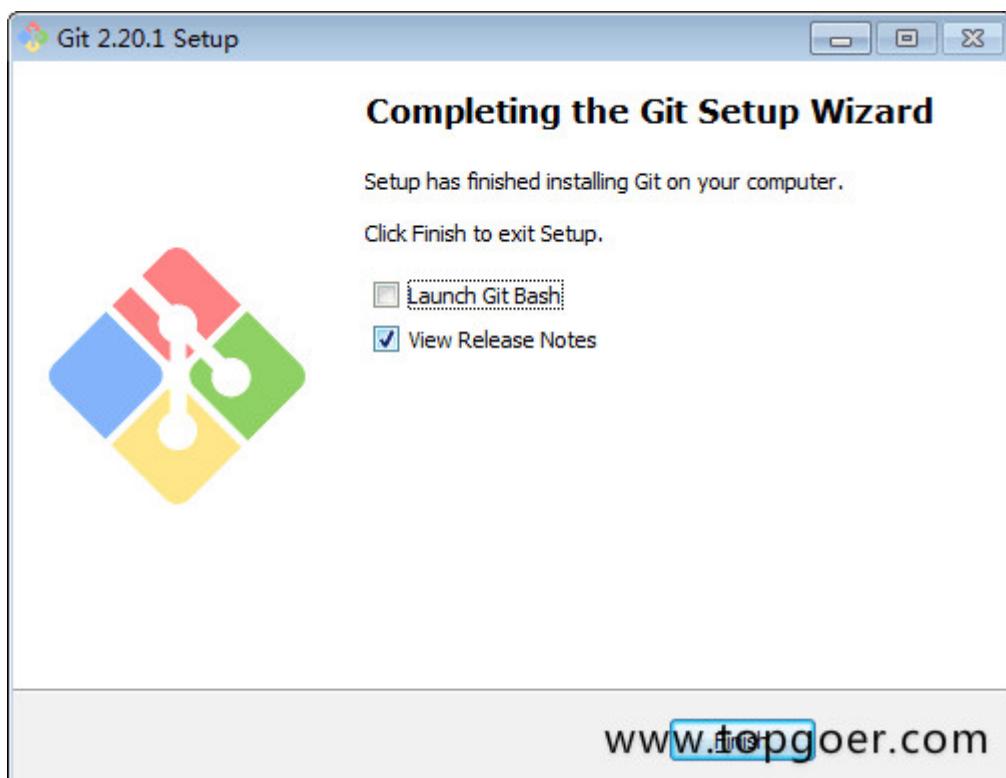 Git 2.20.1 Setup
Completing the Git Setup Wizard
Setup has finished installing Git on your computer.
Click Finish to exit Setup.
Launch Git Bash
View Release Notes
Finish
www.topgoer.com